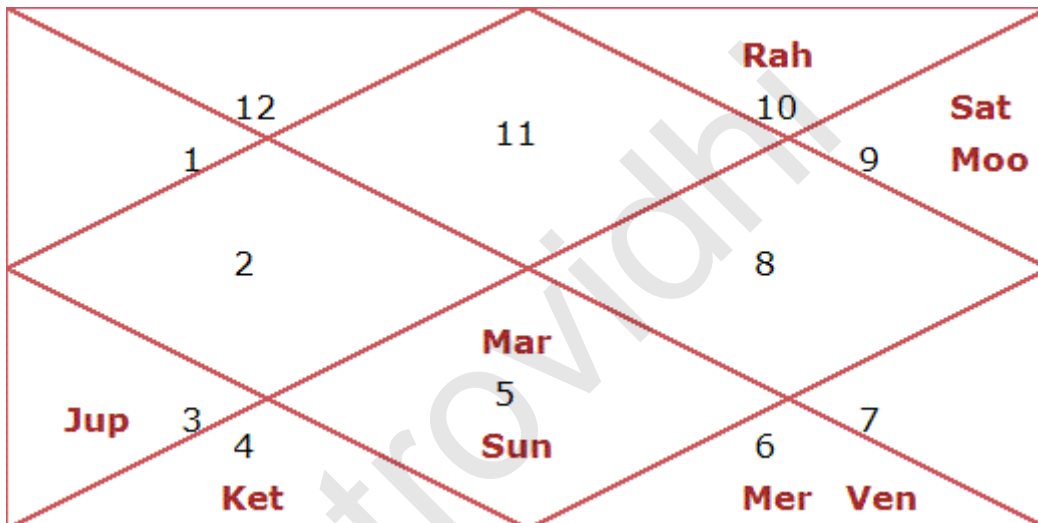 Rah
12 10 Sat
11
1 9 Moo
2 8
Mar
5
Jup 3 7
4 Sun 6
Ket Mer Ven
trovidhi